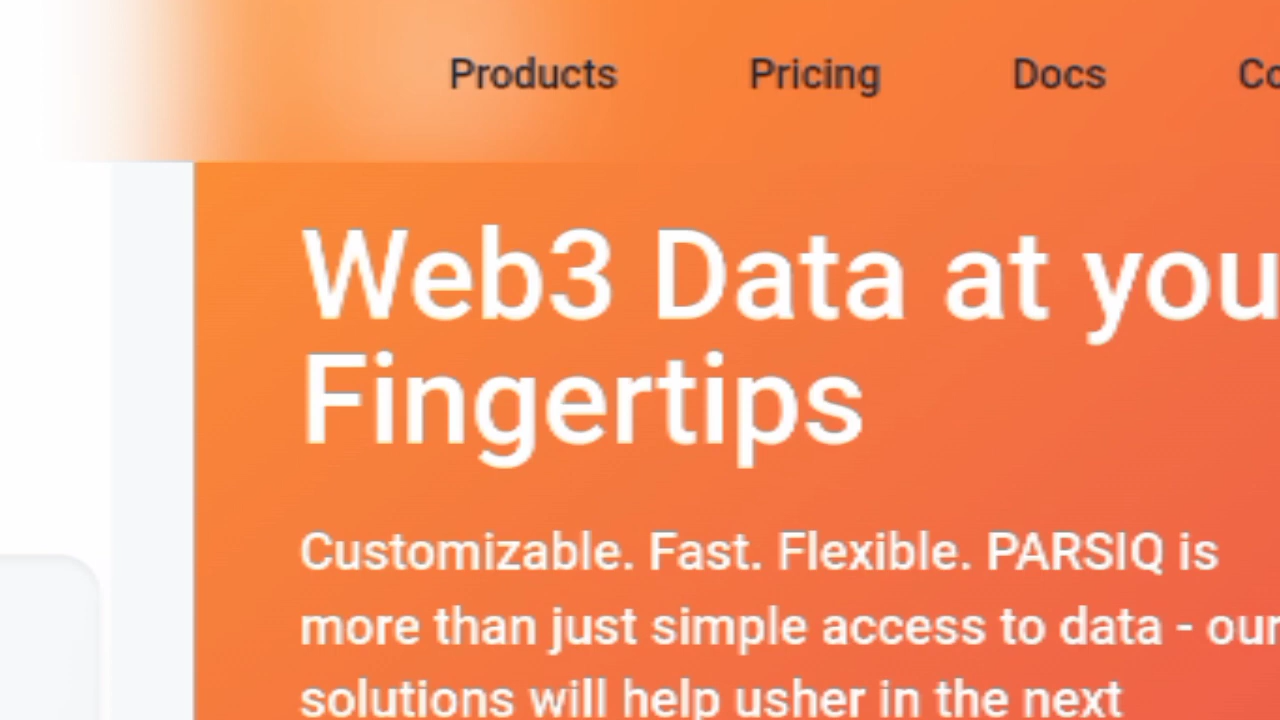 Products Pricing Docs
Web3 Data at you
Fingertips
Customizable. Fast. Flexible. PARSIQ is
more than just simple access to data - our
solutions will help usher in the next